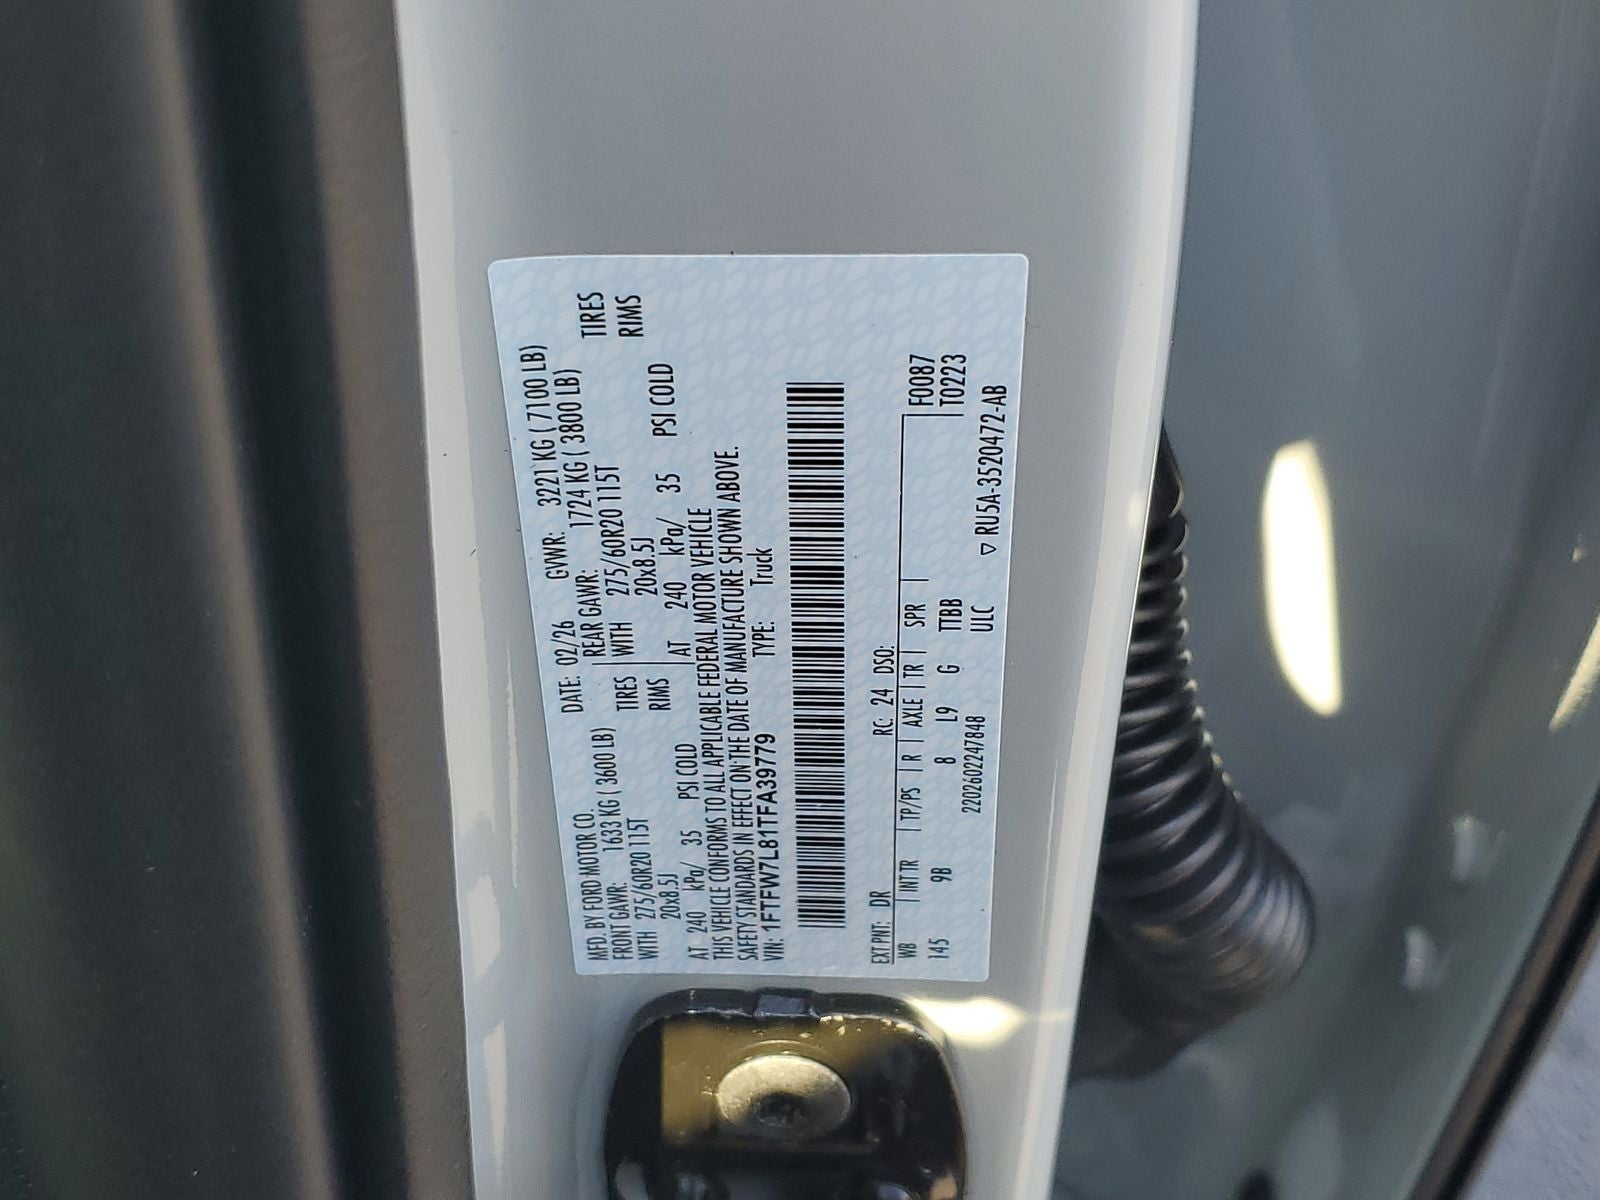 MFD. BY FORD MOTOR CO. DATE: 02/26 GVWR: 3221 KG ( 7100 LB)
FRONT GAWR: 1633 KG ( 3600 LB) REAR GAWR: 1724 KG ( 3800 LB)
WITH 275/60R20 115T TIRES WITH 275/60R20 115T TIRES
20x8.5J RIMS 20x8.5J RIMS
AT 240 kPa/ 35 PSI COLD AT 240 kPa/ 35 PSI COLD
THIS VEHICLE CONFORMS TO ALL APPLICABLE FEDERAL MOTOR VEHICLE
SAFETY STANDARDS IN EFFECT ON THE DATE OF MANUFACTURE SHOWN ABOVE.
VIN: 1FTFW7L81TFA39779 TYPE: Truck
EXT PNT: DR RC: 24 DSO: F0087
WB | INT TR | TP/PS | R | AXLE | TR | SPR | T0223
145 9B 8 L9 G TTBB
2202602247848 ULC ▽ RU5A-3520472-AB